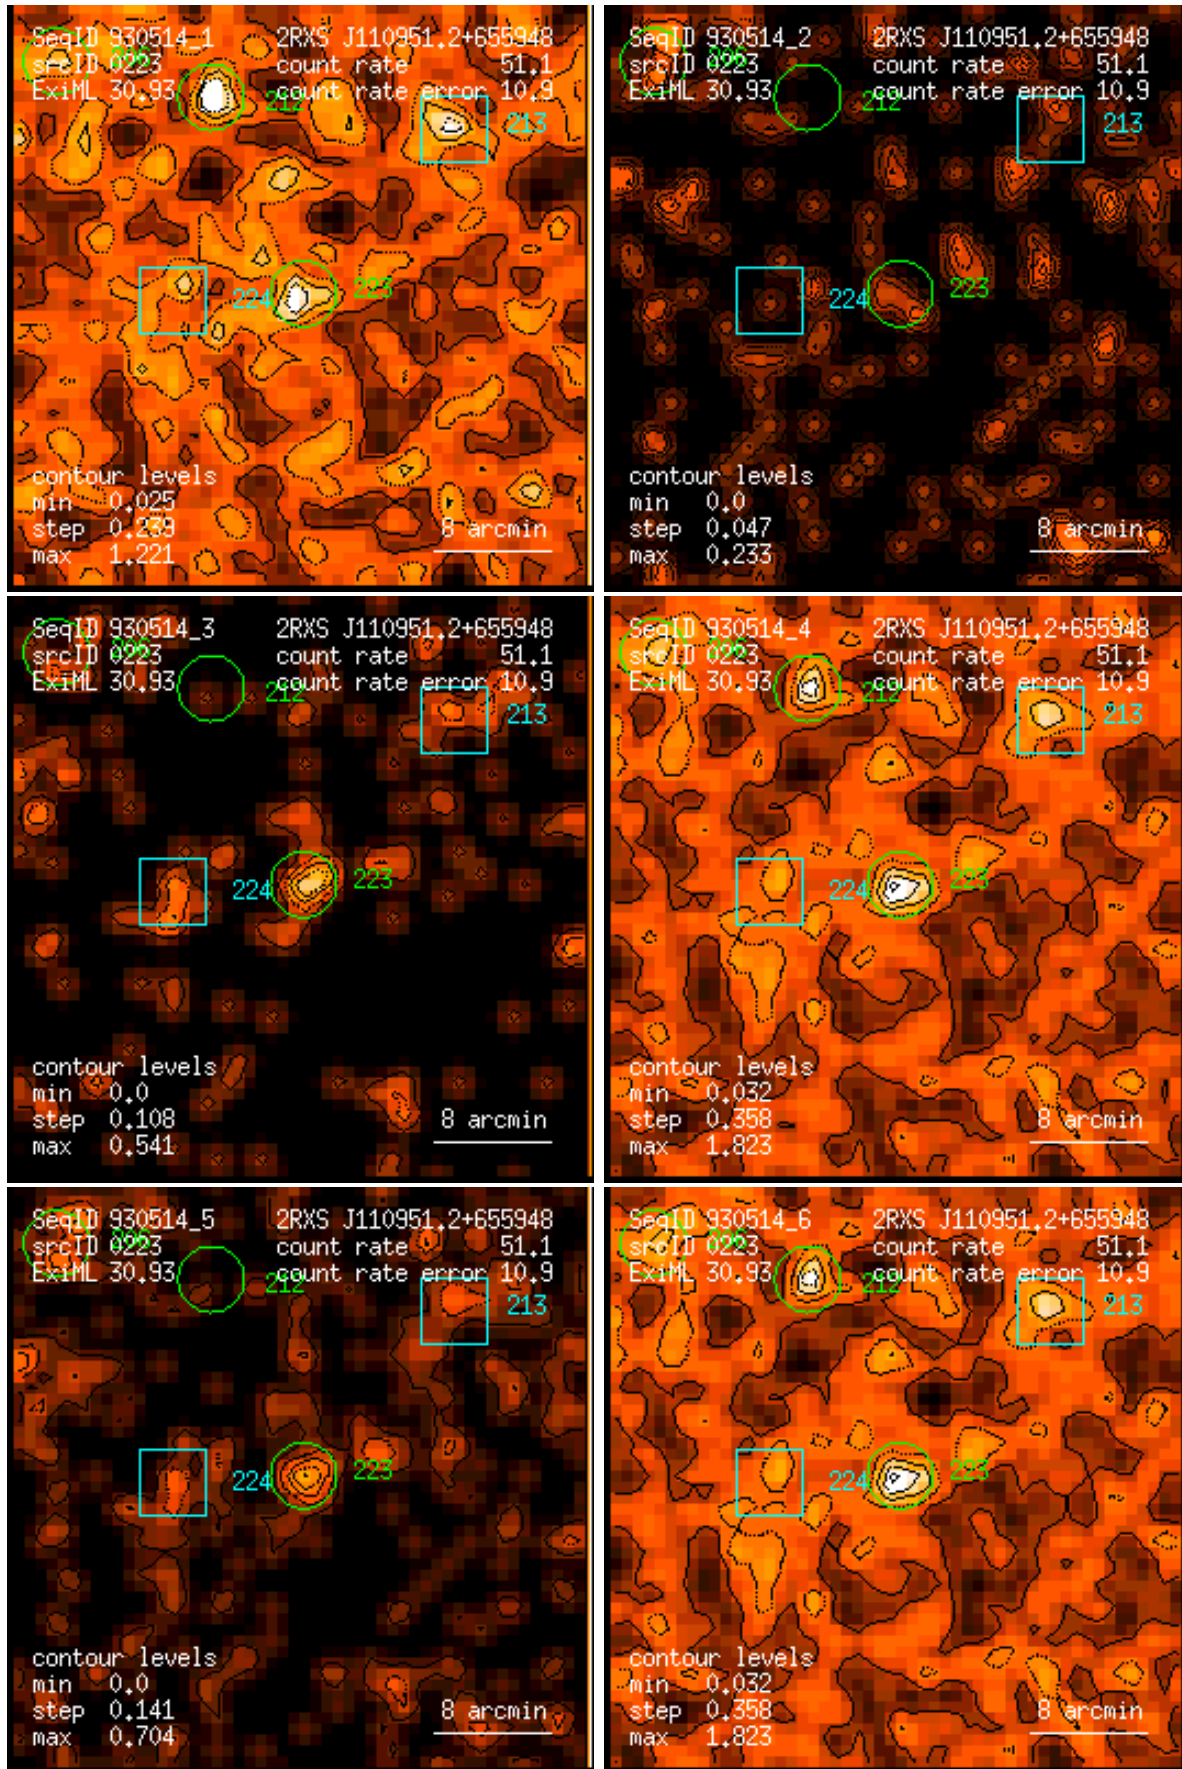 SeqID 930514_1 2RXS J110951.2+655948
srcID 0223 count rate 51.1
ExiML 30.93 count rate error 10.9
212
213
224
223
contour levels
min 0.025
step 0.239
max 1.221
8 arcmin
SeqID 930514_2 2RXS J110951.2+655948
srcID 0223 count rate 51.1
ExiML 30.93 count rate error 10.9
212
213
224
223
contour levels
min 0.0
step 0.047
max 0.233
8 arcmin
SeqID 930514_3 2RXS J110951.2+655948
srcID 0223 count rate 51.1
ExiML 30.93 count rate error 10.9
212
213
224
223
contour levels
min 0.0
step 0.108
max 0.541
8 arcmin
SeqID 930514_4 2RXS J110951.2+655948
srcID 0223 count rate 51.1
ExiML 30.93 count rate error 10.9
212
213
224
223
contour levels
min 0.032
step 0.358
max 1.823
8 arcmin
SeqID 930514_5 2RXS J110951.2+655948
srcID 0223 count rate 51.1
ExiML 30.93 count rate error 10.9
212
213
224
223
contour levels
min 0.0
step 0.141
max 0.704
8 arcmin
SeqID 930514_6 2RXS J110951.2+655948
srcID 0223 count rate 51.1
ExiML 30.93 count rate error 10.9
212
213
224
223
contour levels
min 0.032
step 0.358
max 1.823
8 arcmin